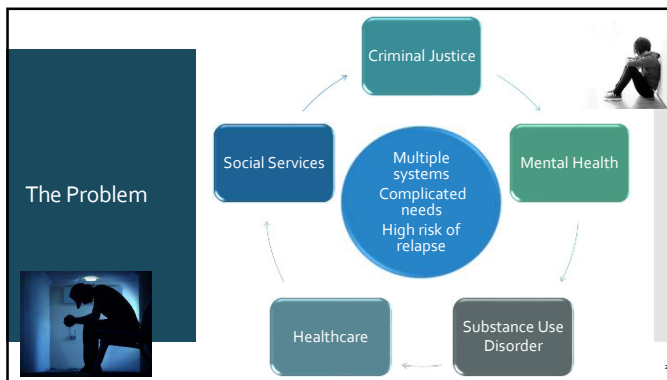 The Problem
Criminal Justice
Mental Health
Substance Use
Disorder
Healthcare
Social Services
Multiple
systems
Complicated
needs
High risk of
relapse